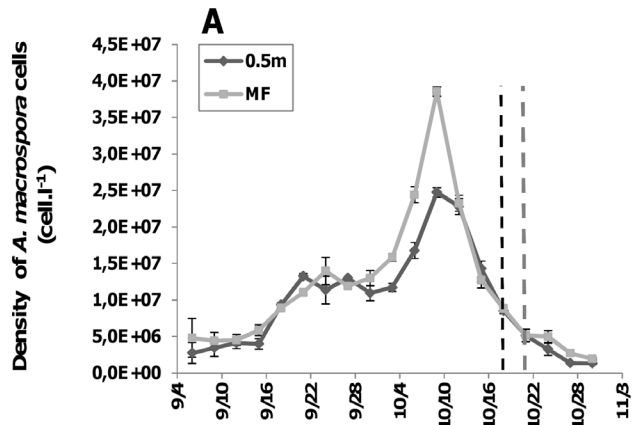 A
4,5E+07
4,0E+07
3,5E+07
3,0E+07
2,5E+07
2,0E+07
1,5E+07
1,0E+07
5,0E+06
0,0E+00
0.5m
MF
Density of A. macrospora cells
(cell.l⁻¹)
9/4
9/10
9/16
9/22
9/28
10/4
10/10
10/16
10/22
10/28
11/3